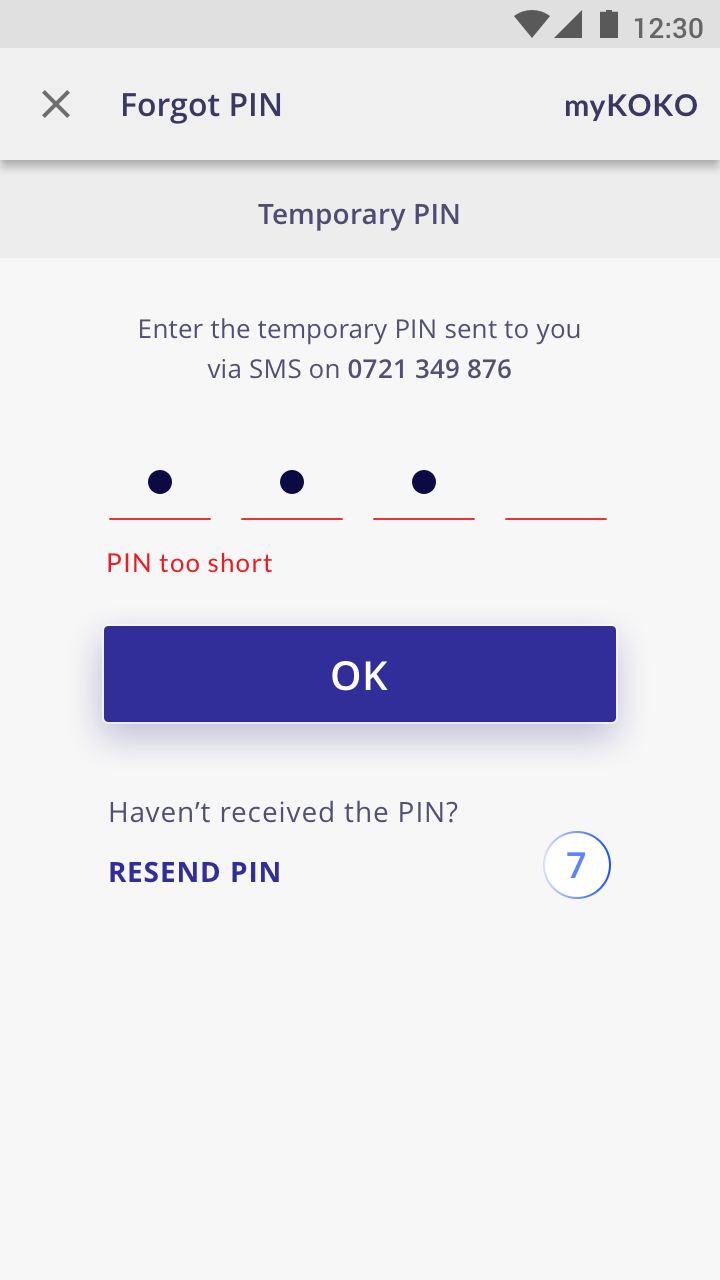 12:30
Forgot PIN
myKOKO
Temporary PIN
Enter the temporary PIN sent to you
via SMS on 0721 349 876
PIN too short
OK
Haven’t received the PIN?
RESEND PIN
7